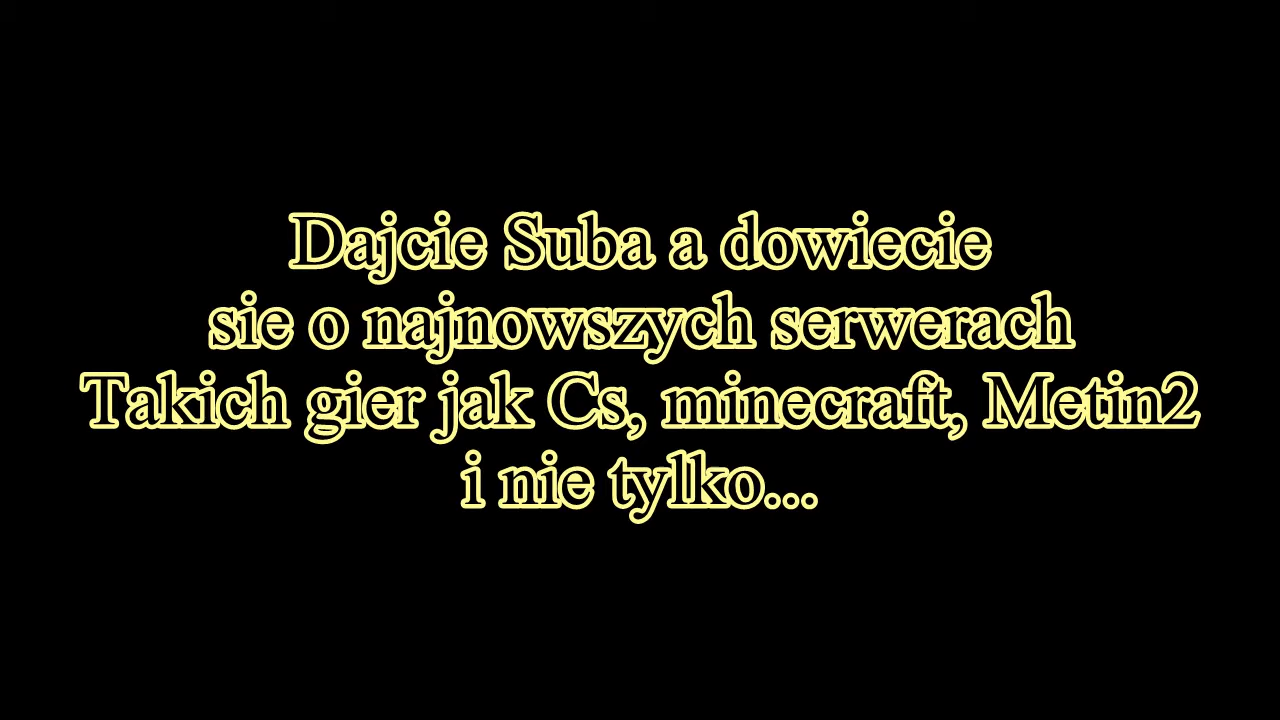 Dajcie Suba a dowiecie
sie o najnowszych serwerach
Takich gier jak Cs, minecraft, Metin2
i nie tylko...